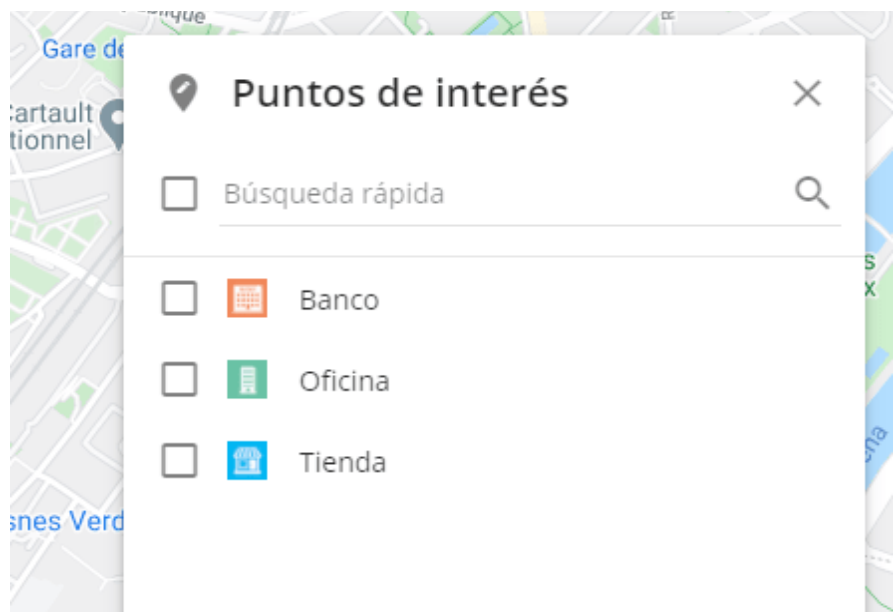 Gare de
Puntos de interés
Cartault
tionnel
Búsqueda rápida
Banco
Oficina
Tienda
snes Verd